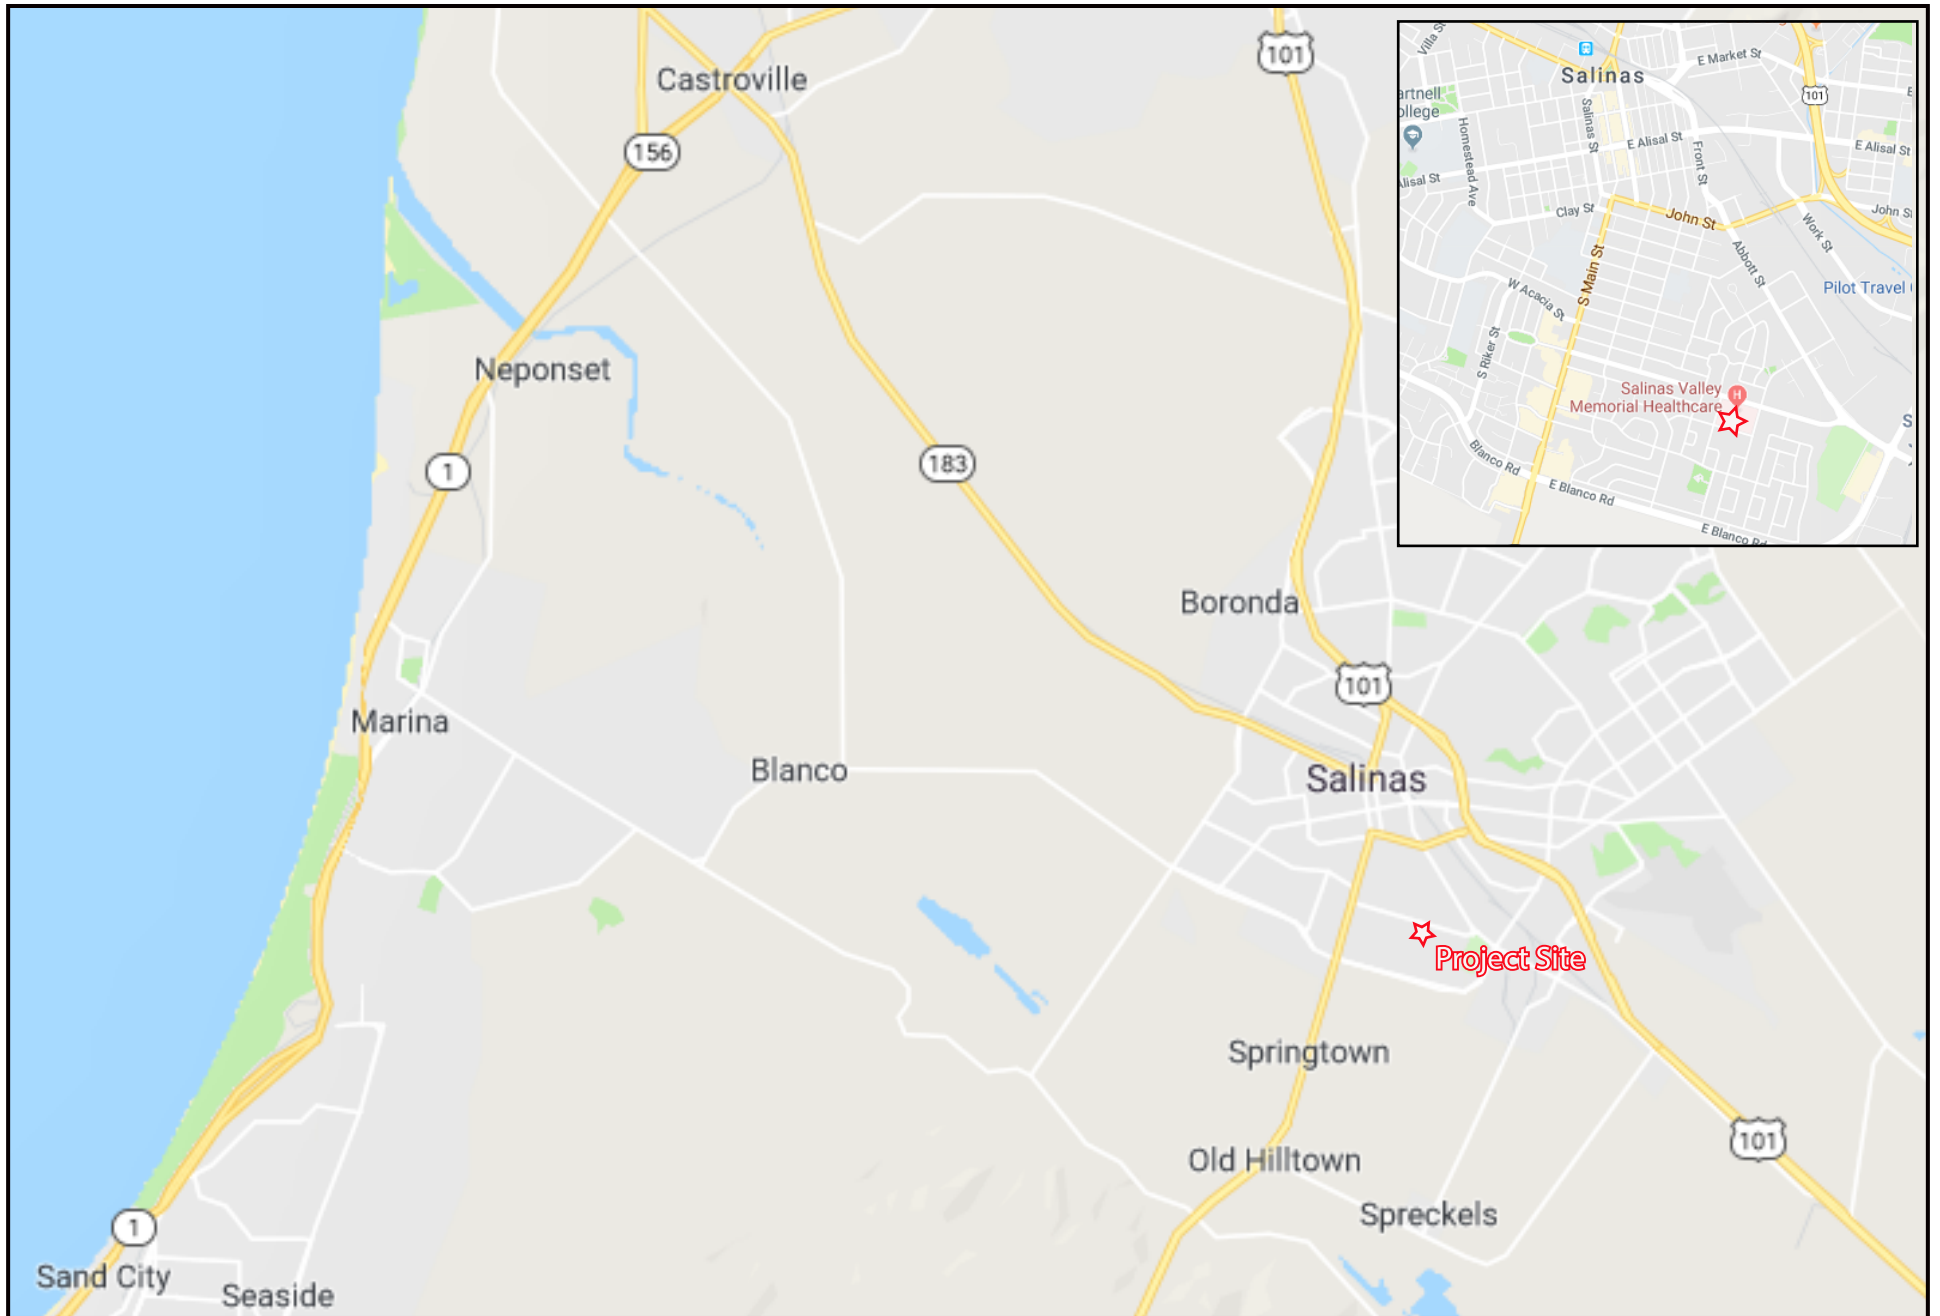 Castroville
101
156
Neponset
1
183
Boronda
101
Marina
Blanco
Salinas
Project Site
Springtown
Old Hilltown
101
Spreckels
1
Sand City
Seaside
Villa St
Salinas
E Market St
101
artnell
ollege
Homestead Ave
Salinas St
E Alisal St
Front St
E Alisal St
Alisal St
Clay St
John St
John S
Work St
Abbott St
S Main St
W Acacia St
Pilot Travel
S Riker St
Salinas Valley
Memorial Healthcare
H
Blanco Rd
E Blanco Rd
E Blanco Rd